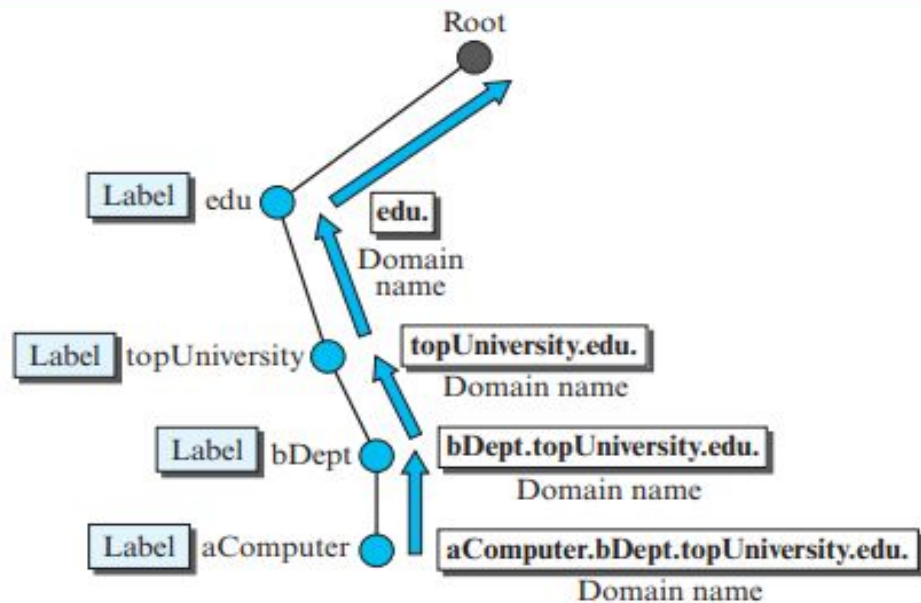 Root
Label edu
edu.
Domain
name
Label topUniversity
topUniversity.edu.
Domain name
Label bDept
bDept.topUniversity.edu.
Domain name
Label aComputer
aComputer.bDept.topUniversity.edu.
Domain name